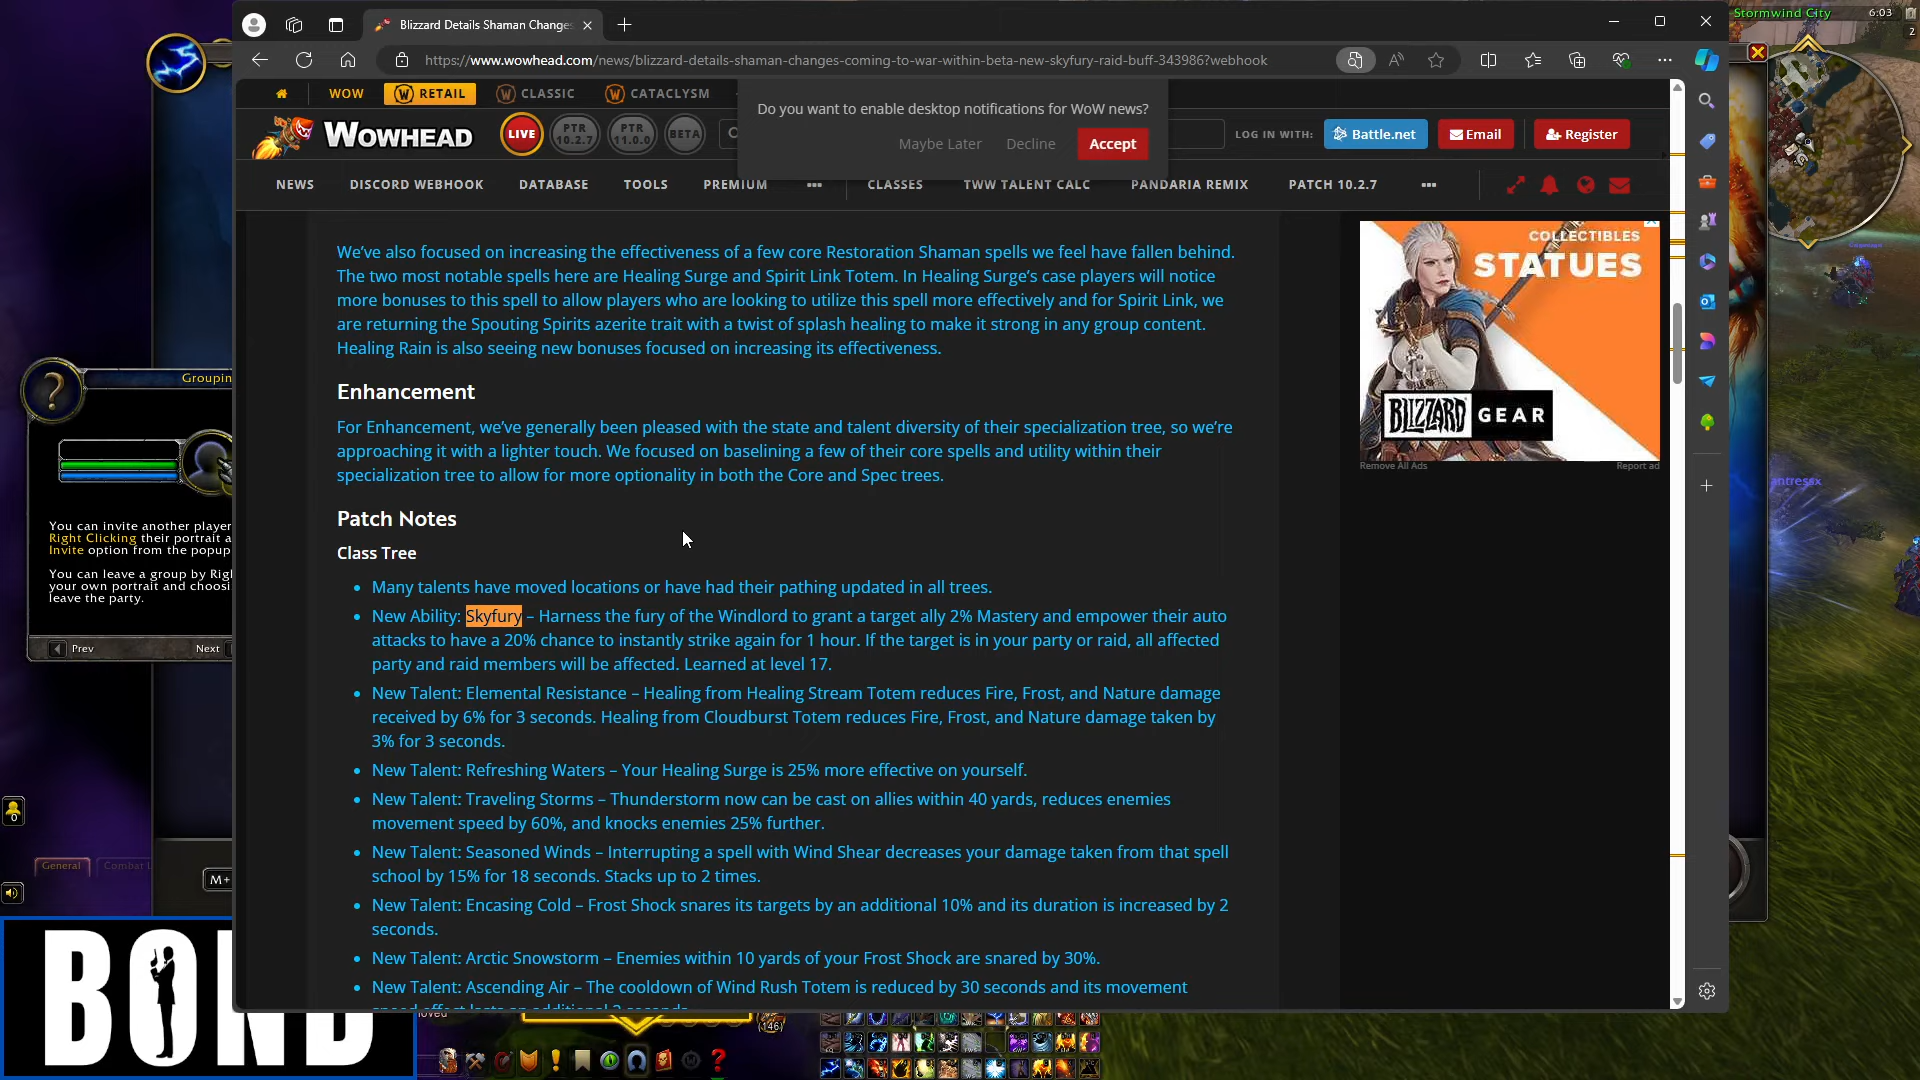 Blizzard Details Shaman Change
Stormwind City
6:03
2
https://www.wowhead.com/news/blizzard-details-shaman-changes-coming-to-war-within-beta-new-skyfury-raid-buff-343986?webhook
WOW
RETAIL
CLASSIC
CATACLYSM
Do you want to enable desktop notifications for WoW news?
Maybe Later
Decline
Accept
WOWHEAD
LIVE
PTR 10.2.7
PTR 11.0.0
BETA
LOG IN WITH:
Battle.net
Email
Register
NEWS
DISCORD WEBHOOK
DATABASE
TOOLS
PREMIUM
CLASSES
TWW TALENT CALC
PANDARIA REMIX
PATCH 10.2.7
We've also focused on increasing the effectiveness of a few core Restoration Shaman spells we feel have fallen behind.
The two most notable spells here are Healing Surge and Spirit Link Totem. In Healing Surge's case players will notice
more bonuses to this spell to allow players who are looking to utilize this spell more effectively and for Spirit Link, we
are returning the Spouting Spirits azerite trait with a twist of splash healing to make it strong in any group content.
Healing Rain is also seeing new bonuses focused on increasing its effectiveness.
Enhancement
For Enhancement, we've generally been pleased with the state and talent diversity of their specialization tree, so we're
approaching it with a lighter touch. We focused on baselining a few of their core spells and utility within their
specialization tree to allow for more optionality in both the Core and Spec trees.
Patch Notes
Class Tree
• Many talents have moved locations or have had their pathing updated in all trees.
• New Ability: Skyfury – Harness the fury of the Windlord to grant a target ally 2% Mastery and empower their auto
attacks to have a 20% chance to instantly strike again for 1 hour. If the target is in your party or raid, all affected
party and raid members will be affected. Learned at level 17.
• New Talent: Elemental Resistance – Healing from Healing Stream Totem reduces Fire, Frost, and Nature damage
received by 6% for 3 seconds. Healing from Cloudburst Totem reduces Fire, Frost, and Nature damage taken by
3% for 3 seconds.
• New Talent: Refreshing Waters – Your Healing Surge is 25% more effective on yourself.
• New Talent: Traveling Storms – Thunderstorm now can be cast on allies within 40 yards, reduces enemies
movement speed by 60%, and knocks enemies 25% further.
• New Talent: Seasoned Winds – Interrupting a spell with Wind Shear decreases your damage taken from that spell
school by 15% for 18 seconds. Stacks up to 2 times.
• New Talent: Encasing Cold – Frost Shock snares its targets by an additional 10% and its duration is increased by 2
seconds.
• New Talent: Arctic Snowstorm – Enemies within 10 yards of your Frost Shock are snared by 30%.
• New Talent: Ascending Air – The cooldown of Wind Rush Totem is reduced by 30 seconds and its movement
COLLECTIBLES
STATUES
BLIZZARD GEAR
Remove All Ads
Report ad
Groupin
You can invite another player
Right Clicking their portrait a
Invite option from the popup
You can leave a group by Rig
your own portrait and choosi
leave the party.
Prev
Next
0
General
Combat L
M+
BOND
(146)